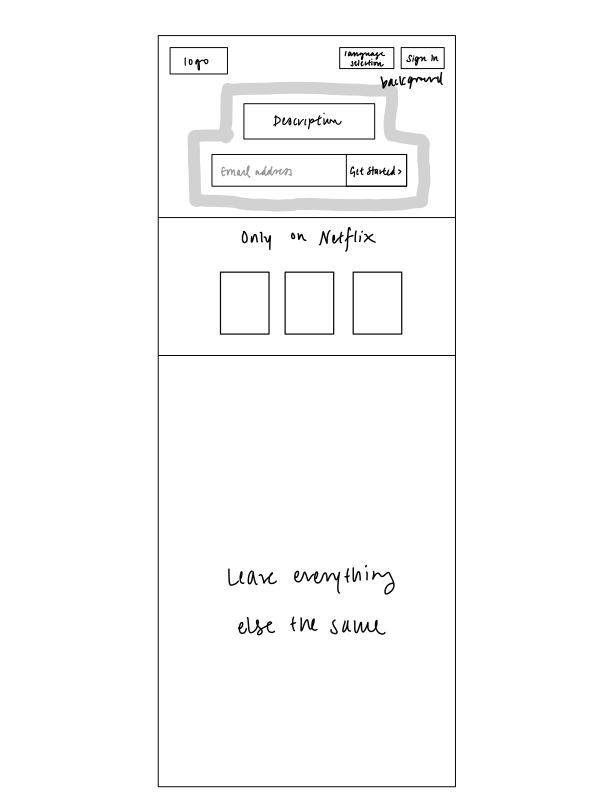 logo
language
selection
Sign In
background
Description
Email address
Get Started >
Only on Netflix
Leave everything
else the same